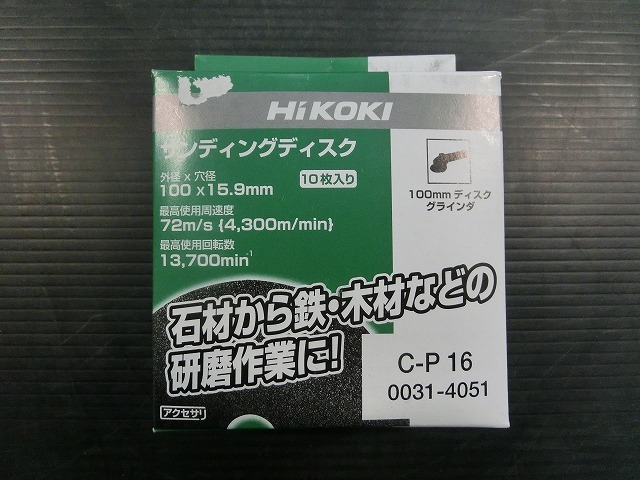 HiKOKI
サンディングディスク
外径 x 穴径
100 x 15.9mm
10枚入り
最高使用周速度
72m/s {4,300m/min}
最高使用回転数
13,700min⁻¹
100mm ディスク
グラインダ
石材から鉄・木材などの
研磨作業に!
C-P 16
0031-4051
アクセサリ